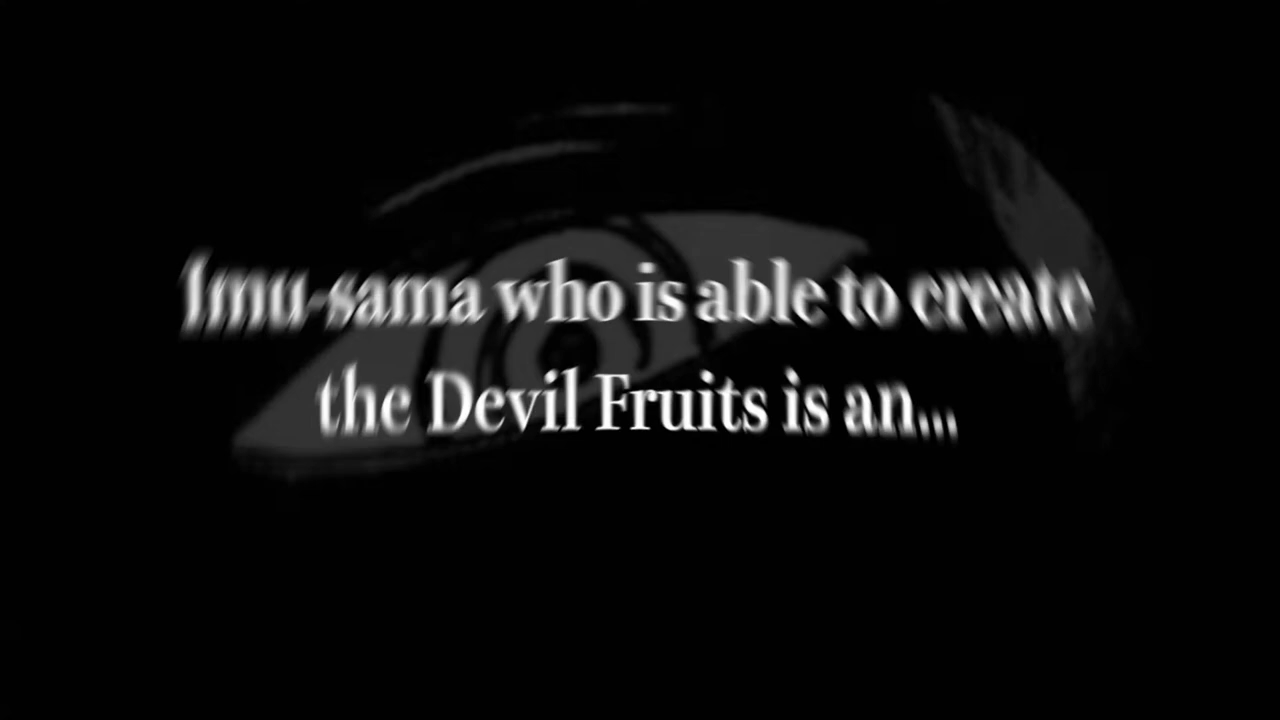 Imu-sama who is able to create
the Devil Fruits is an...